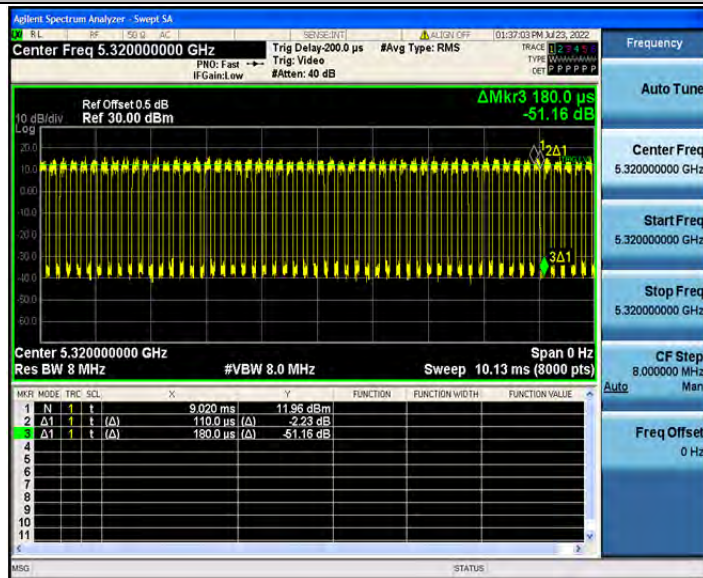 Agilent Spectrum Analyzer - Swept SA
RL RF 50 Ω AC SENSE:INT ALIGN OFF 01:37:03 PM Jul 23, 2022
Center Freq 5.320000000 GHz
PNO: Fast
IFGain:Low
Trig Delay-200.0 µs
Trig: Video
#Atten: 40 dB
#Avg Type: RMS
TRACE 1 2 3 4 5 6
TYPE
DET P P P P P P
Ref Offset 0.5 dB
10 dB/div Ref 30.00 dBm
Log
ΔMkr3 180.0 µs
-51.16 dB
20.0
10.0
0.00
-10.0
-20.0
-30.0
-40.0
-50.0
-60.0
1
2Δ1
3Δ1
Center 5.320000000 GHz Span 0 Hz
Res BW 8 MHz #VBW 8.0 MHz Sweep 10.13 ms (8000 pts)
MKR MODE TRC SCL X Y FUNCTION FUNCTION WIDTH FUNCTION VALUE
1 N 1 t 9.020 ms 11.96 dBm
2 Δ1 1 t (Δ) 110.0 µs (Δ) -2.23 dB
3 Δ1 1 t (Δ) 180.0 µs (Δ) -51.16 dB
4
5
6
7
8
9
10
11
MSG STATUS
Frequency
Auto Tune
Center Freq
5.320000000 GHz
Start Freq
5.320000000 GHz
Stop Freq
5.320000000 GHz
CF Step
8.000000 MHz
Auto Man
Freq Offset
0 Hz